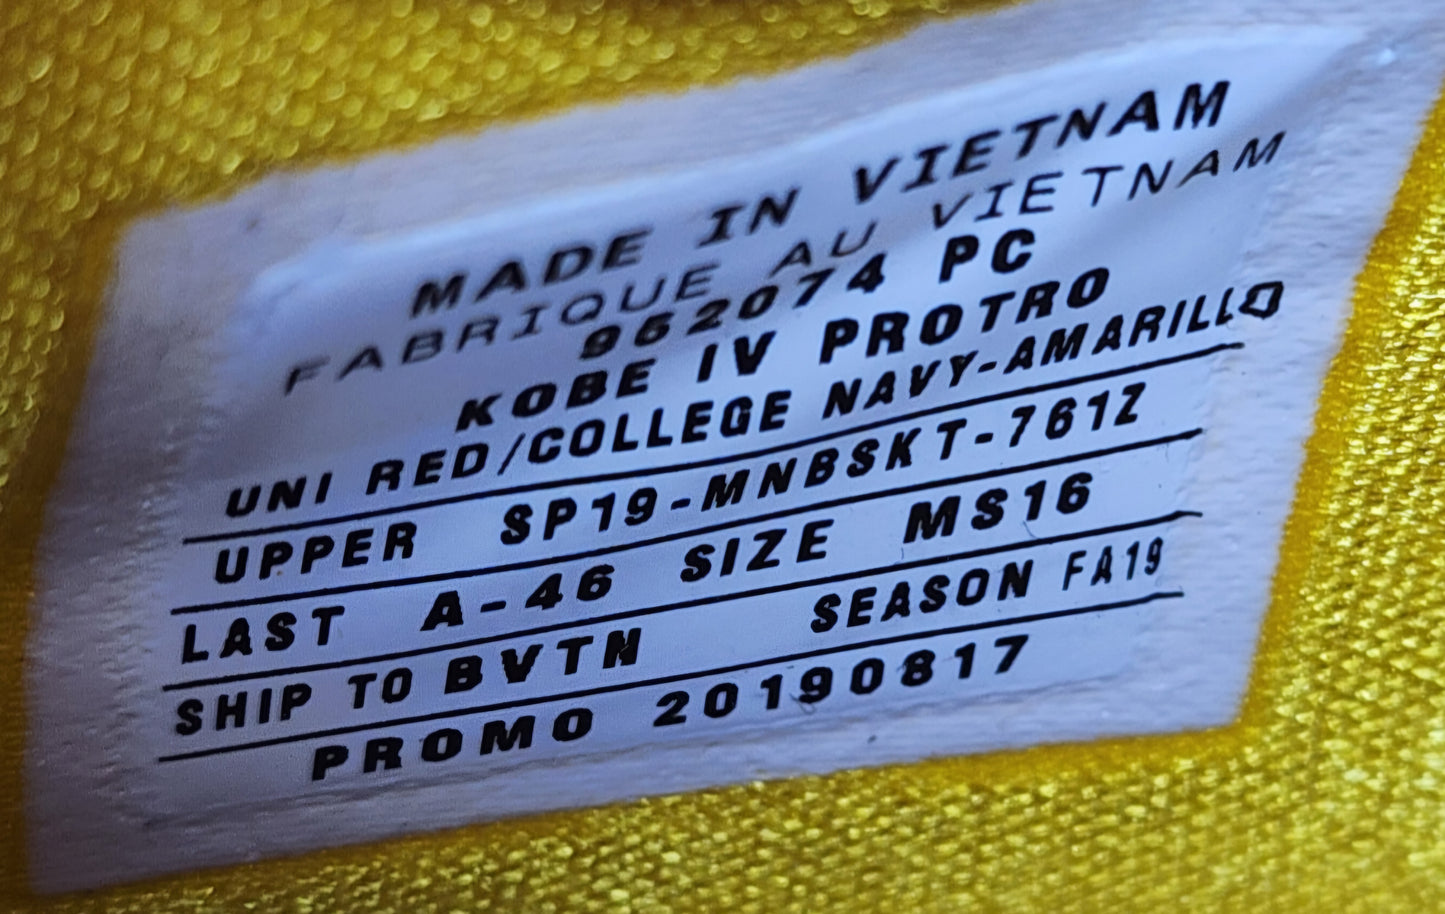 MADE IN VIETNAM
FABRIQUE AU VIETNAM
962074 PC
KOBE IV PROTRO
UNI RED/COLLEGE NAVY-AMARILLO
UPPER SP19-MNBSKT-761Z
LAST A-46 SIZE MS16
SHIP TO BVTN SEASON FA19
PROMO 20190817